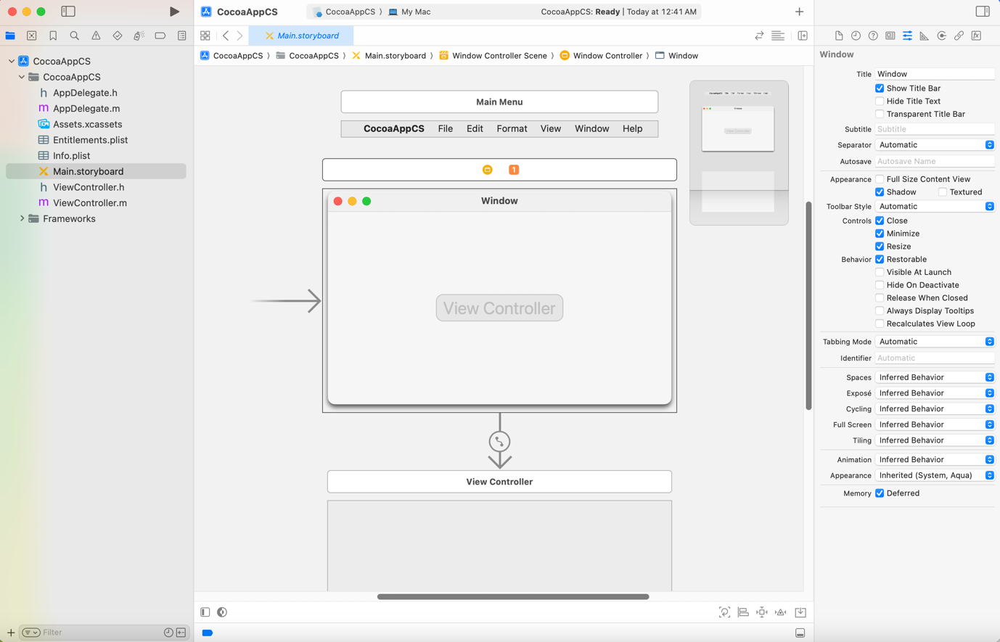 CocoaAppCS
CocoaAppCS 〉 My Mac
CocoaAppCS: Ready | Today at 12:41 AM
Main.storyboard
CocoaAppCS 〉 CocoaAppCS 〉 Main.storyboard 〉 Window Controller Scene 〉 Window Controller 〉 Window
CocoaAppCS
CocoaAppCS
h AppDelegate.h
m AppDelegate.m
Assets.xcassets
Entitlements.plist
Info.plist
Main.storyboard
h ViewController.h
m ViewController.m
Frameworks
Filter
Main Menu
CocoaAppCS File Edit Format View Window Help
1
Window
View Controller
View Controller
Window
View Controller
Window
Title Window
Show Title Bar
Hide Title Text
Transparent Title Bar
Subtitle Subtitle
Separator Automatic
Autosave Autosave Name
Appearance Full Size Content View
Shadow Textured
Toolbar Style Automatic
Controls Close
Minimize
Resize
Behavior Restorable
Visible At Launch
Hide On Deactivate
Release When Closed
Always Display Tooltips
Recalculates View Loop
Tabbing Mode Automatic
Identifier Automatic
Spaces Inferred Behavior
Exposé Inferred Behavior
Cycling Inferred Behavior
Full Screen Inferred Behavior
Tiling Inferred Behavior
Animation Inferred Behavior
Appearance Inherited (System, Aqua)
Memory Deferred